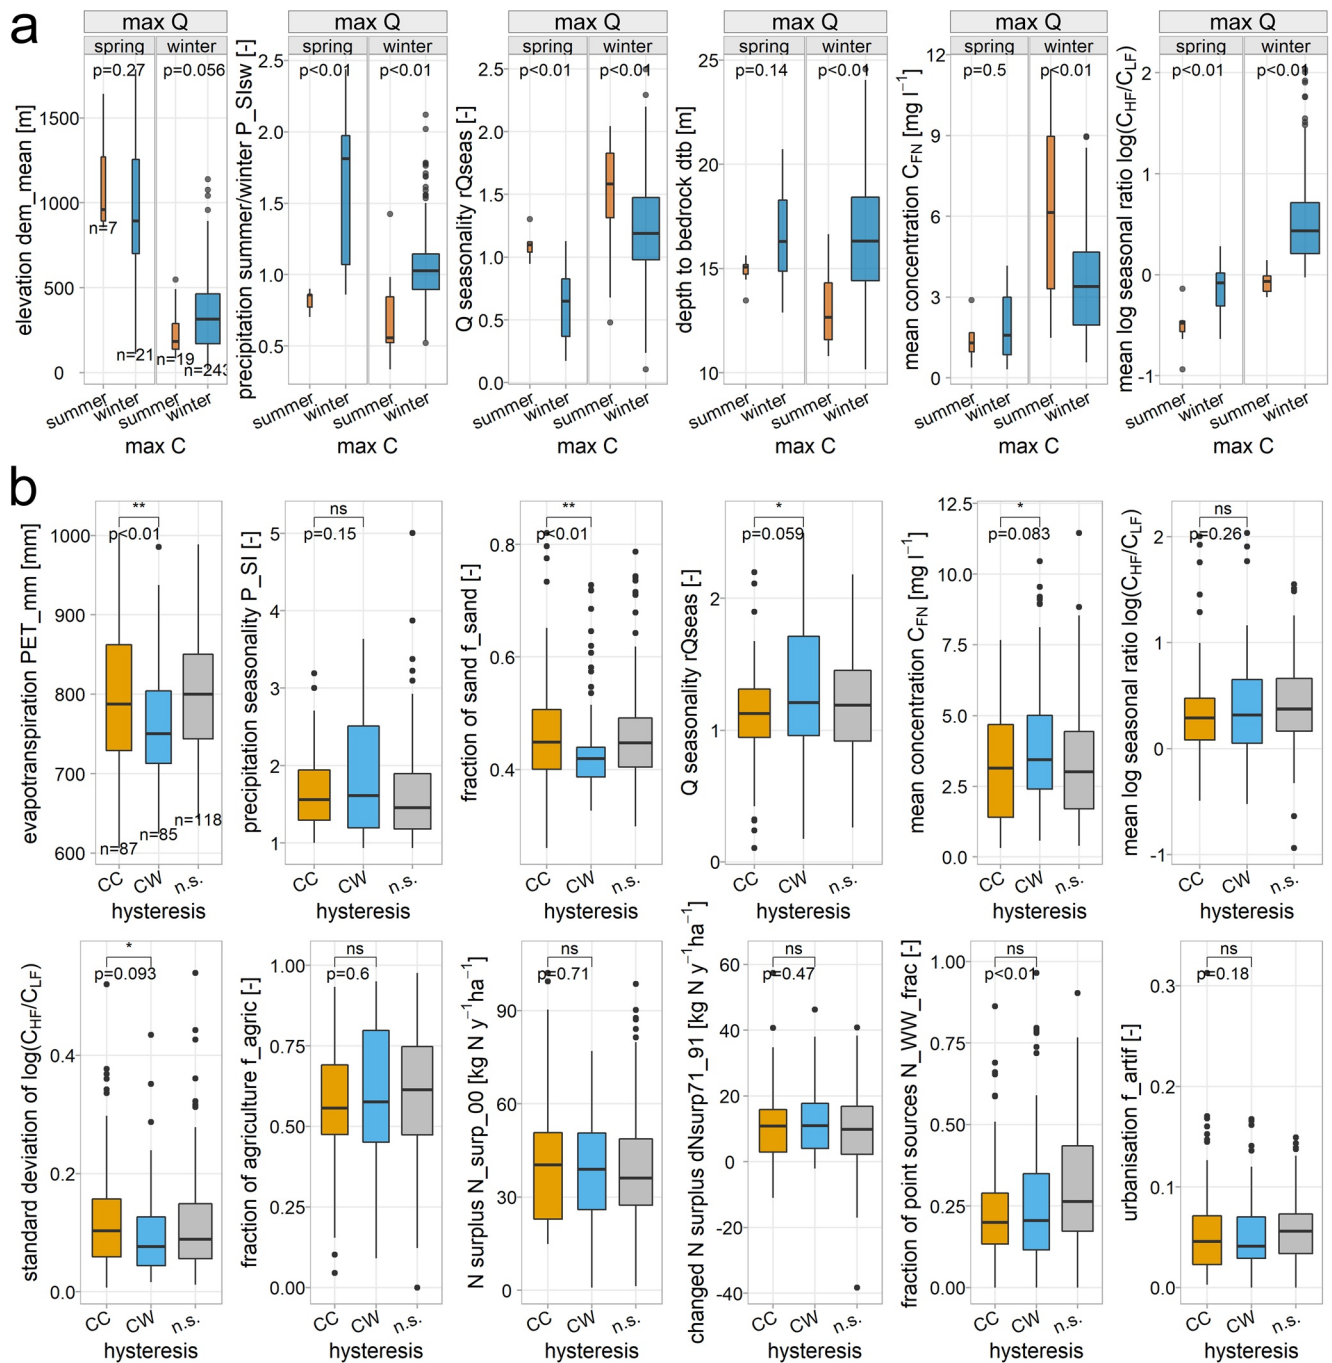 a
max Q
spring winter
p=0.27 p=0.056
elevation dem_mean [m]
1500
1000
500
0
n=7
n=21
n=19
n=243
summer winter summer winter
max C
max Q
spring winter
p<0.01 p<0.01
precipitation summer/winter P_SIsw [-]
2.0
1.5
1.0
0.5
summer winter summer winter
max C
max Q
spring winter
p<0.01 p<0.01
Q seasonality rQseas [-]
2.5
2.0
1.5
1.0
0.5
0.0
summer winter summer winter
max C
max Q
spring winter
p=0.14 p<0.01
depth to bedrock dtb [m]
25
20
15
10
summer winter summer winter
max C
max Q
spring winter
p=0.5 p<0.01
mean concentration C_FN [mg l⁻¹]
12
9
6
3
0
summer winter summer winter
max C
max Q
spring winter
p<0.01 p<0.01
mean log seasonal ratio log(C_HF/C_LF)
2
0
-1
summer winter summer winter
max C
b
evapotranspiration PET_mm [mm]
**
p<0.01
1000
900
800
700
600
n=87
n=85
n=118
CC CW n.s.
hysteresis
precipitation seasonality P_SI [-]
ns
p=0.15
5
4
3
2
1
CC CW n.s.
hysteresis
fraction of sand f_sand [-]
**
p<0.01
0.8
0.6
0.4
CC CW n.s.
hysteresis
Q seasonality rQseas [-]
*
p=0.059
2
1
0
CC CW n.s.
hysteresis
mean concentration C_FN [mg l⁻¹]
*
p=0.083
12.5
10.0
7.5
5.0
2.5
0.0
CC CW n.s.
hysteresis
mean log seasonal ratio log(C_HF/C_LF)
ns
p=0.26
2
1
0
-1
CC CW n.s.
hysteresis
standard deviation of log(C_HF/C_LF)
*
p=0.093
0.4
0.2
0.0
CC CW n.s.
hysteresis
fraction of agriculture f_agric [-]
ns
p=0.6
1.00
0.75
0.50
0.25
0.00
CC CW n.s.
hysteresis
N surplus N_surp_00 [kg N y⁻¹ha⁻¹]
ns
p=0.71
90
60
30
0
CC CW n.s.
hysteresis
changed N surplus dNsurp71_91 [kg N y⁻¹ha⁻¹]
ns
p=0.47
60
40
20
0
-20
-40
CC CW n.s.
hysteresis
fraction of point sources N_WW_frac [-]
ns
p<0.01
1.00
0.75
0.50
0.25
0.00
CC CW n.s.
hysteresis
urbanisation f_artif [-]
ns
p=0.18
0.3
0.2
0.1
0.0
CC CW n.s.
hysteresis